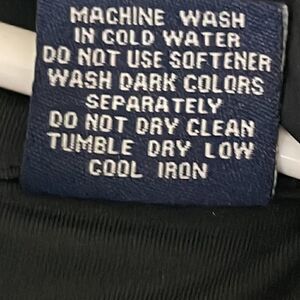 MACHINE WASH
IN COLD WATER
DO NOT USE SOFTENER
WASH DARK COLORS
SEPARATELY
DO NOT DRY CLEAN
TUMBLE DRY LOW
COOL IRON